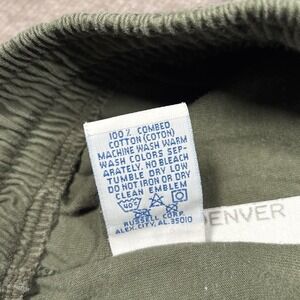 100% COMBED
COTTON (COTON)
MACHINE WASH WARM
WASH COLORS SEP-
ARATELY. NO BLEACH
TUMBLE DRY LOW
DO NOT IRON OR DRY
CLEAN EMBLEM
40°
RUSSELL CORP.
ALEX. CITY, AL. 35010
DENVER